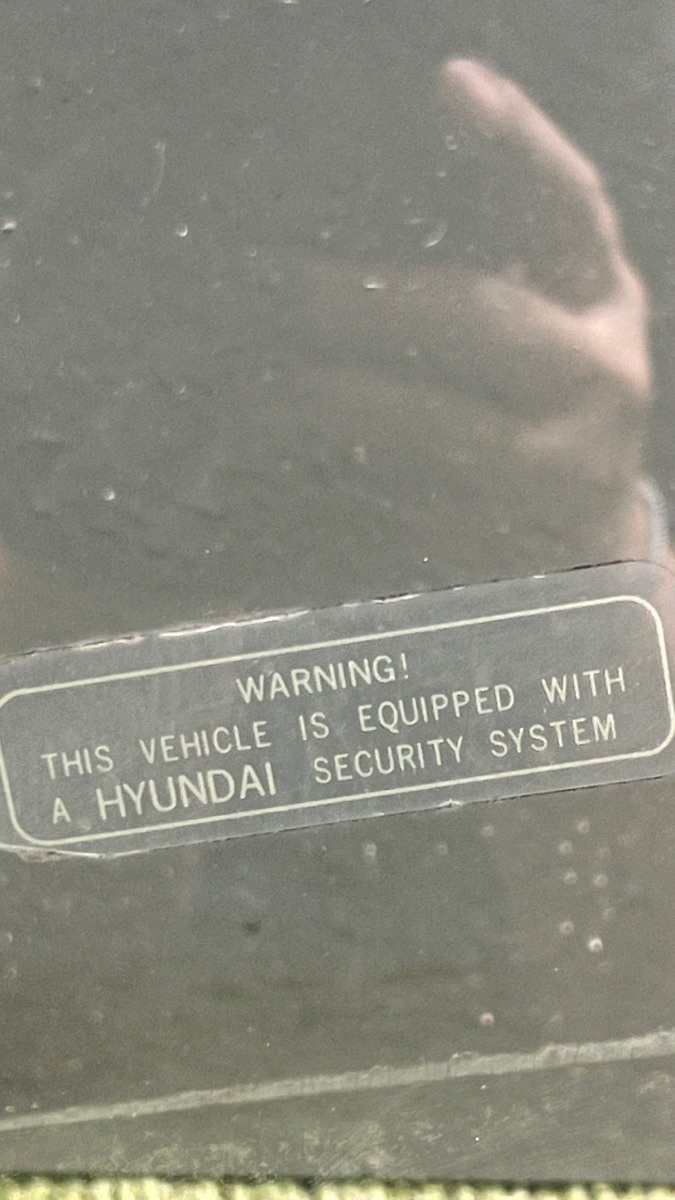 WARNING!
THIS VEHICLE IS EQUIPPED WITH
A HYUNDAI SECURITY SYSTEM